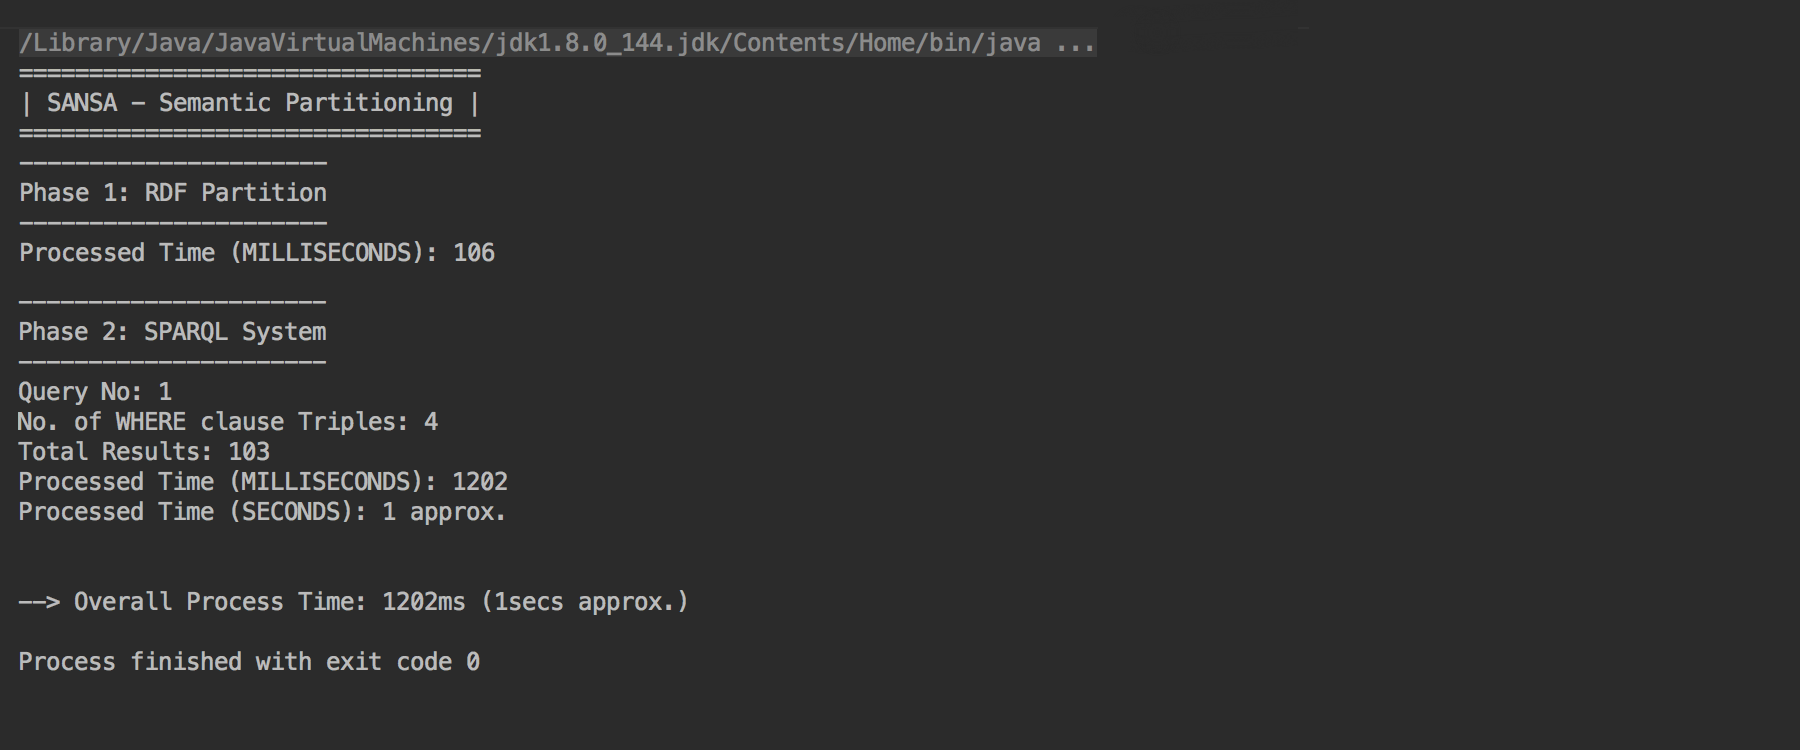 /Library/Java/JavaVirtualMachines/jdk1.8.0_144.jdk/Contents/Home/bin/java ...
=================================
| SANSA - Semantic Partitioning |
=================================
----------------------
Phase 1: RDF Partition
----------------------
Processed Time (MILLISECONDS): 106
----------------------
Phase 2: SPARQL System
----------------------
Query No: 1
No. of WHERE clause Triples: 4
Total Results: 103
Processed Time (MILLISECONDS): 1202
Processed Time (SECONDS): 1 approx.
--> Overall Process Time: 1202ms (1secs approx.)
Process finished with exit code 0